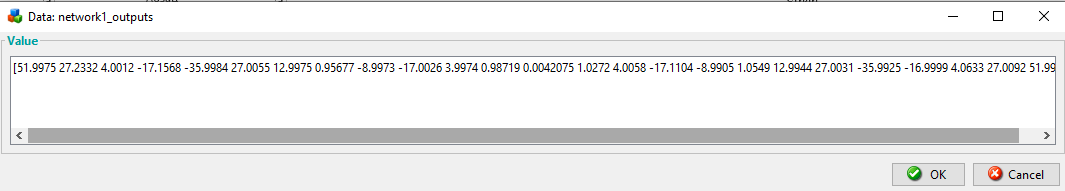 Data: network1_outputs
Value
[51.9975 27.2332 4.0012 -17.1568 -35.9984 27.0055 12.9975 0.95677 -8.9973 -17.0026 3.9974 0.98719 0.0042075 1.0272 4.0058 -17.1104 -8.9905 1.0549 12.9944 27.0031 -35.9925 -16.9999 4.0633 27.0092 51.99
OK Cancel